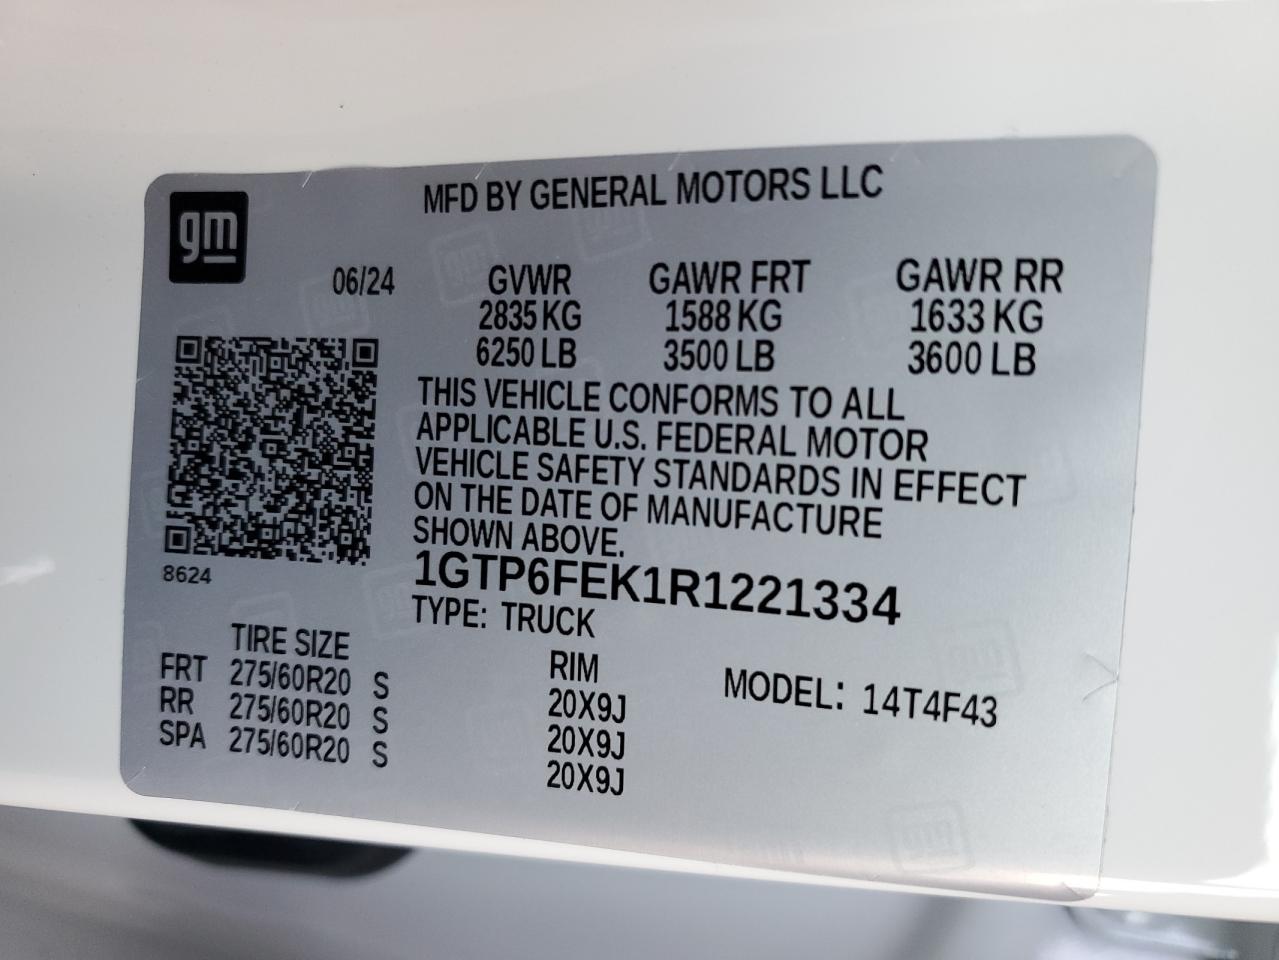 gm
MFD BY GENERAL MOTORS LLC
06/24 GVWR GAWR FRT GAWR RR
2835 KG 1588 KG 1633 KG
6250 LB 3500 LB 3600 LB
THIS VEHICLE CONFORMS TO ALL
APPLICABLE U.S. FEDERAL MOTOR
VEHICLE SAFETY STANDARDS IN EFFECT
ON THE DATE OF MANUFACTURE
SHOWN ABOVE.
8624
1GTP6FEK1R1221334
TYPE: TRUCK
TIRE SIZE RIM
FRT 275/60R20 S 20X9J
RR 275/60R20 S 20X9J
SPA 275/60R20 S 20X9J
MODEL: 14T4F43